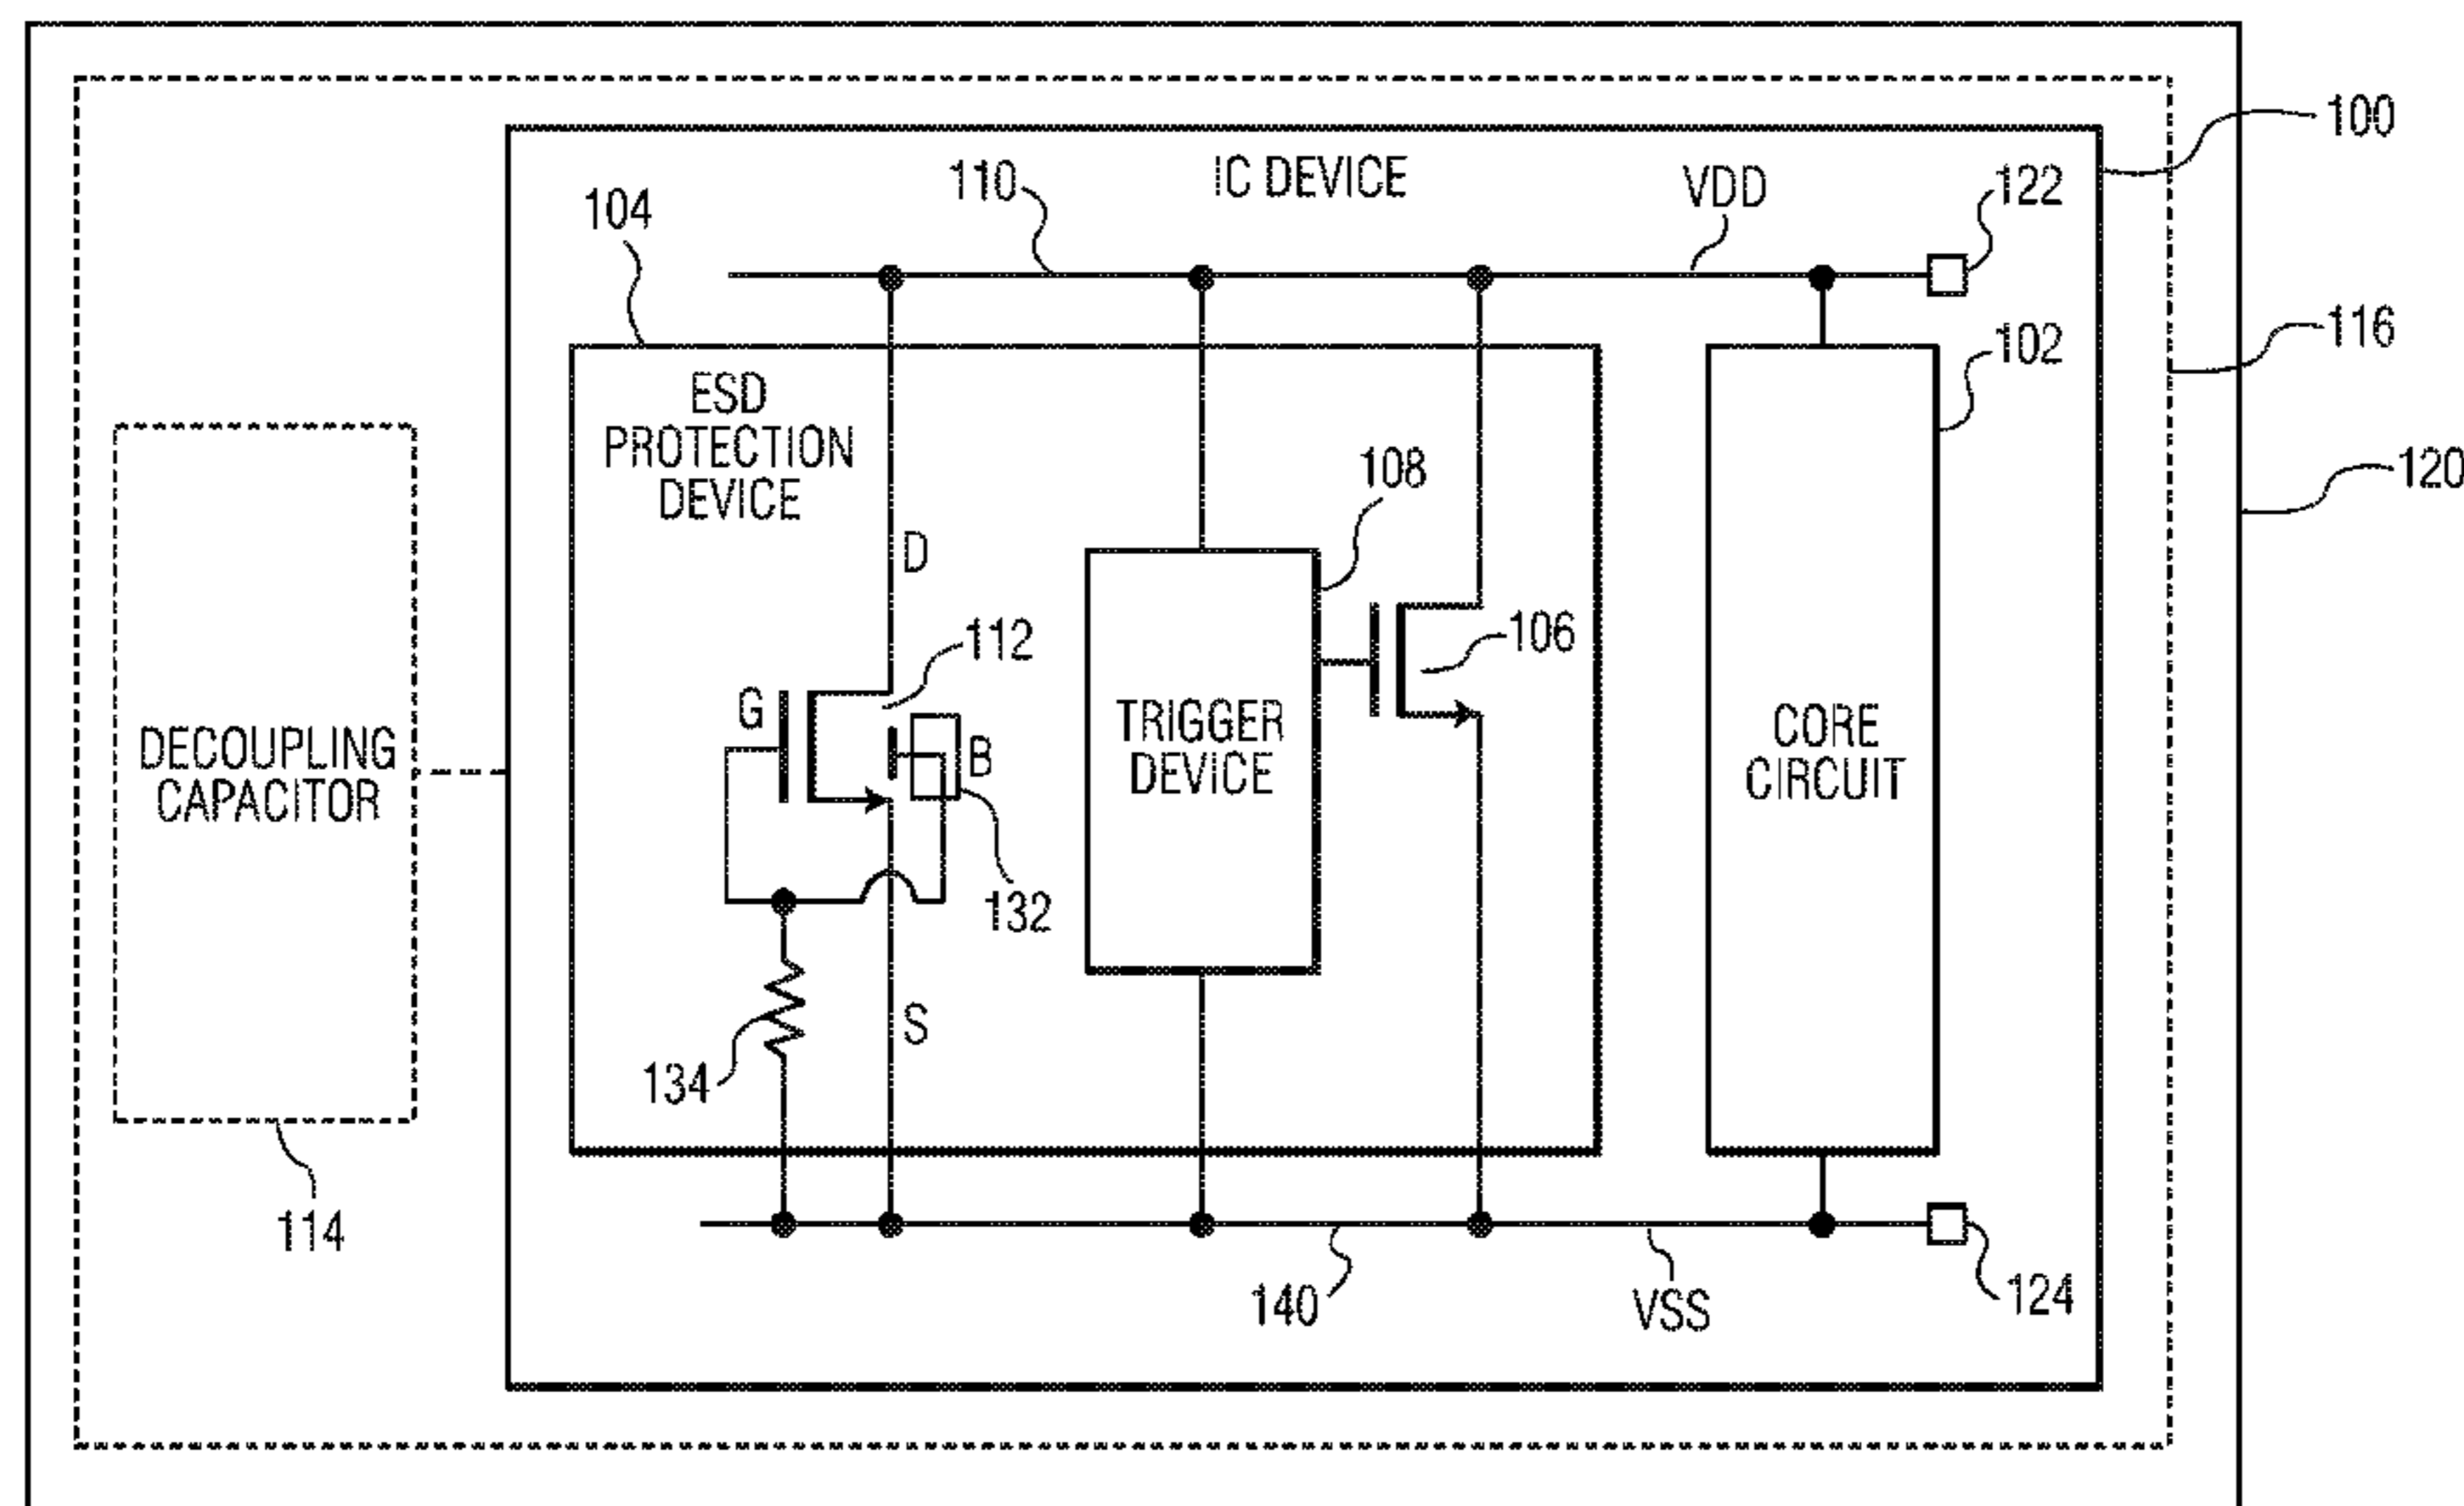 100
IC DEVICE
110
VDD
122
104
116
102
ESD
PROTECTION
DEVICE
108
120
D
112
106
G
B
DECOUPLING
CAPACITOR
TRIGGER
DEVICE
CORE
CIRCUIT
132
S
134
114
140
VSS
124